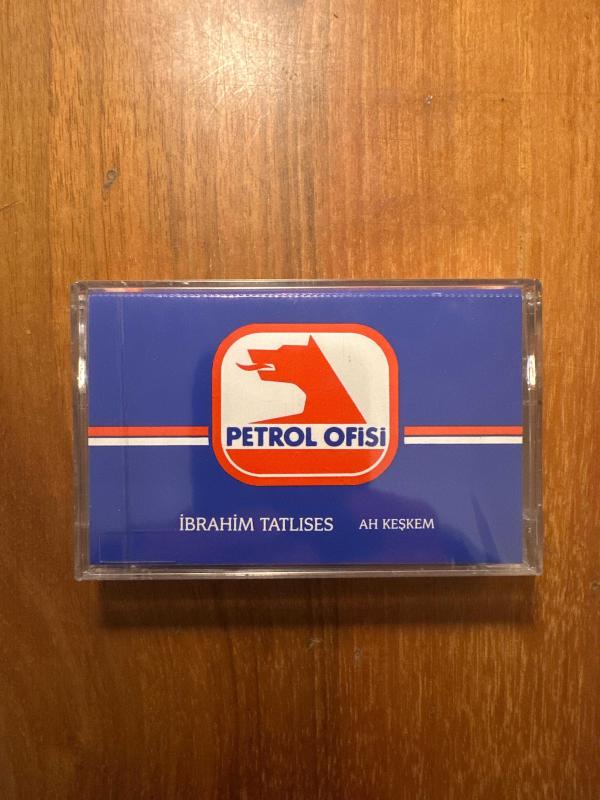 PETROL OFiSi
İBRAHİM TATLISES AH KEŞKEM